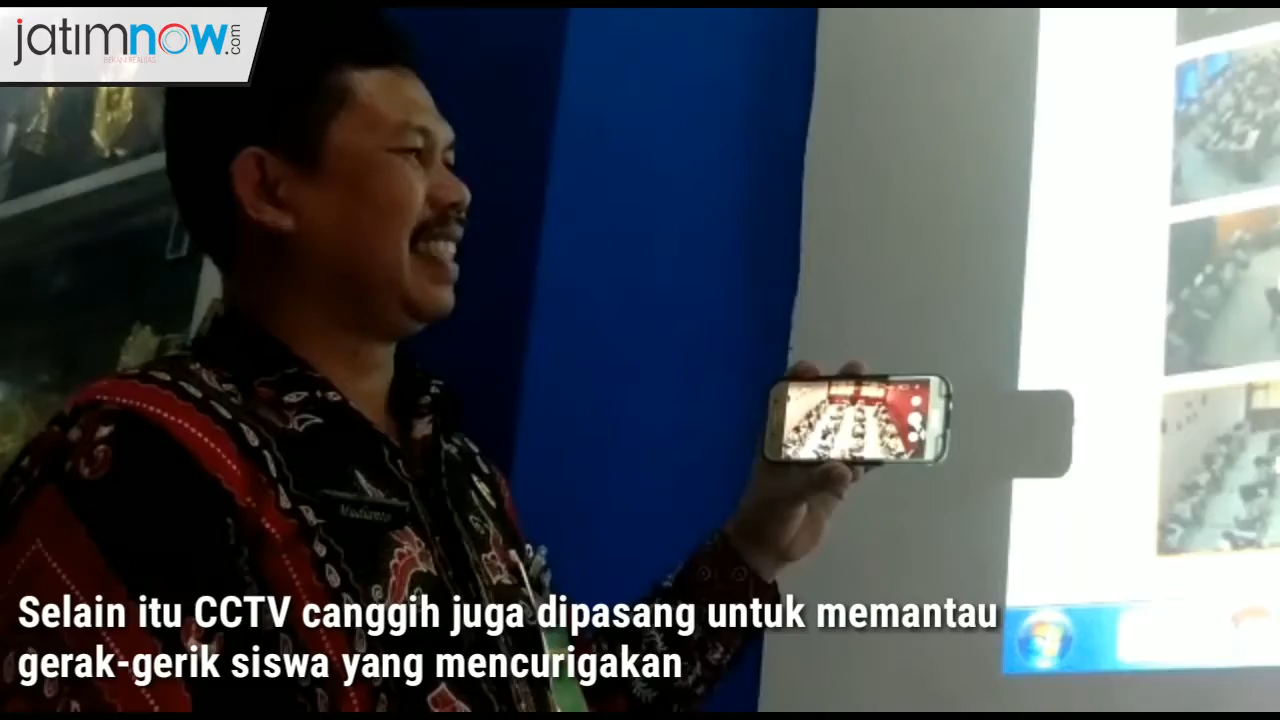 jatimnow.com
Selain itu CCTV canggih juga dipasang untuk memantau
gerak-gerik siswa yang mencurigakan